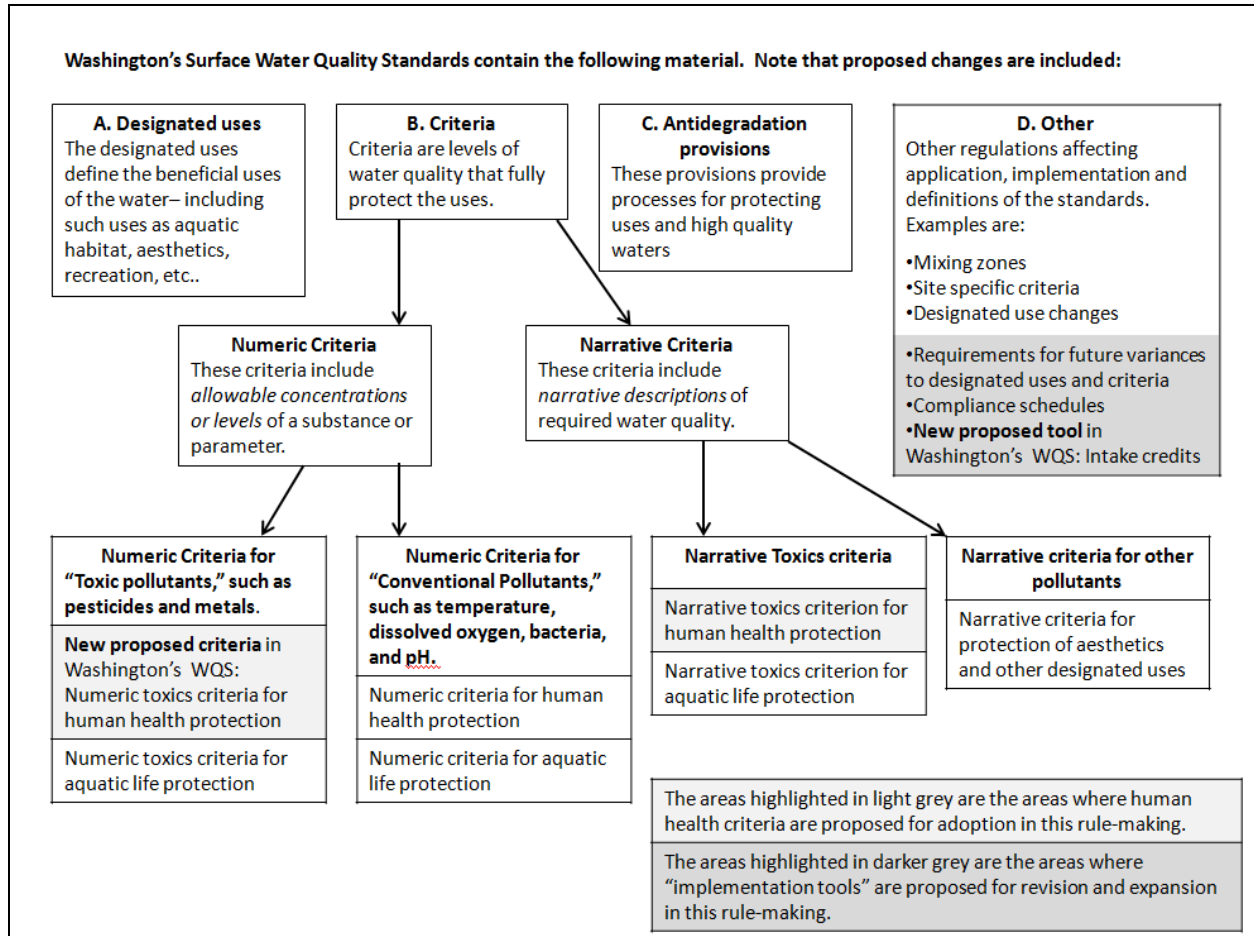 Washington's Surface Water Quality Standards contain the following material.  Note that proposed changes are included:
A. Designated uses
The designated uses
define the beneficial uses
of the water– including
such uses as aquatic
habitat, aesthetics,
recreation, etc..
B. Criteria
Criteria are levels of
water quality that fully
protect the uses.
C. Antidegradation
provisions
These provisions provide
processes for protecting
uses and high quality
waters
D. Other
Other regulations affecting
application, implementation and
definitions of the standards.
Examples are:
•Mixing zones
•Site specific criteria
•Designated use changes
•Requirements for future variances
to designated uses and criteria
•Compliance schedules
•New proposed tool in
Washington's  WQS: Intake credits
Numeric Criteria
These criteria include
allowable concentrations
or levels of a substance or
parameter.
Narrative Criteria
These criteria include
narrative descriptions of
required water quality.
Numeric Criteria for
“Toxic pollutants,” such as
pesticides and metals.
New proposed criteria in
Washington's  WQS:
Numeric toxics criteria for
human health protection
Numeric toxics criteria for
aquatic life protection
Numeric Criteria for
“Conventional Pollutants,”
such as temperature,
dissolved oxygen, bacteria,
and pH.
Numeric criteria for human
health protection
Numeric criteria for aquatic
life protection
Narrative Toxics criteria
Narrative toxics criterion for
human health protection
Narrative toxics criterion for
aquatic life protection
Narrative criteria for other
pollutants
Narrative criteria for
protection of aesthetics
and other designated uses
The areas highlighted in light grey are the areas where human
health criteria are proposed for adoption in this rule-making.
The areas highlighted in darker grey are the areas where
“implementation tools” are proposed for revision and expansion
in this rule-making.